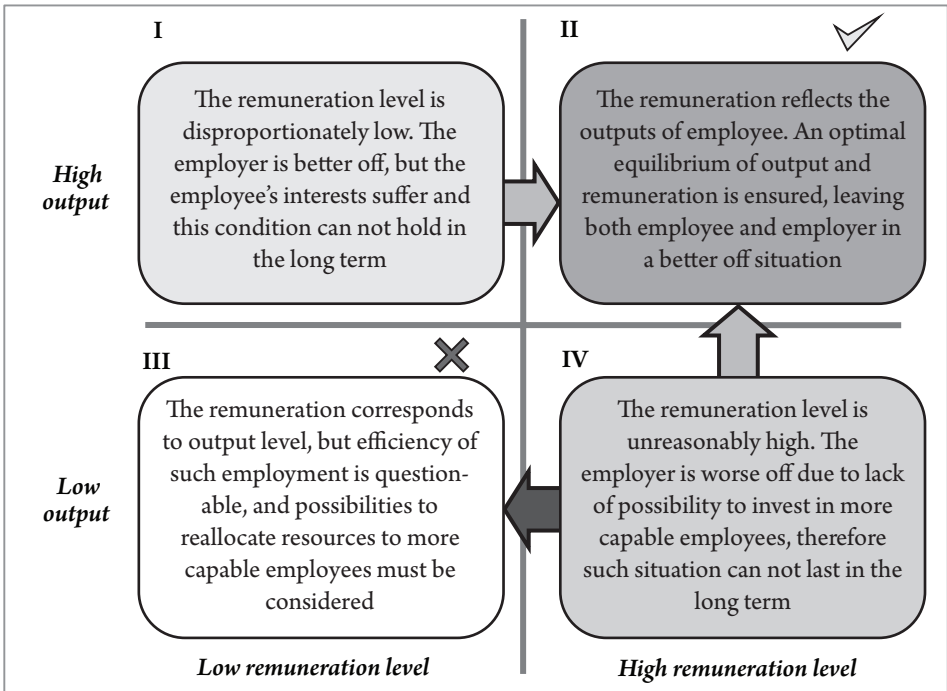 I
II
High
output
The remuneration level is
disproportionately low. The
employer is better off, but the
employee’s interests suffer and
this condition can not hold in
the long term
The remuneration reflects the
outputs of employee. An optimal
equilibrium of output and
remuneration is ensured, leaving
both employee and employer in
a better off situation
III
IV
Low
output
The remuneration corresponds
to output level, but efficiency of
such employment is question-
able, and possibilities to
reallocate resources to more
capable employees must be
considered
The remuneration level is
unreasonably high. The
employer is worse off due to lack
of possibility to invest in more
capable employees, therefore
such situation can not last in the
long term
Low remuneration level
High remuneration level